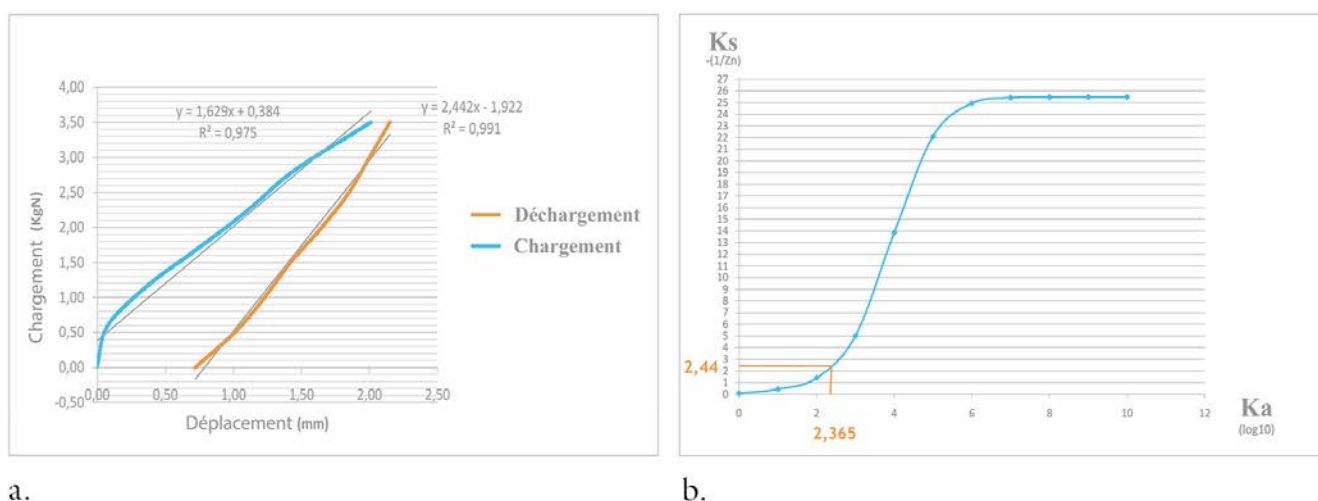 4,00
3,50
3,00
2,50
2,00
1,50
1,00
0,50
0,00
-0,50
0,00 0,50 1,00 1,50 2,00 2,50
Chargement (KgN)
Déplacement (mm)
y = 1,629x + 0,384
R² = 0,975
y = 2,442x - 1,922
R² = 0,991
Déchargement
Chargement
a.
Ks
-(1/Zn)
27
26
25
24
23
22
21
20
19
18
17
16
15
14
13
12
11
10
9
8
7
6
5
4
3
2
1
0
2,44
0 2 4 6 8 10 12
2,365
Ka
(log10)
b.